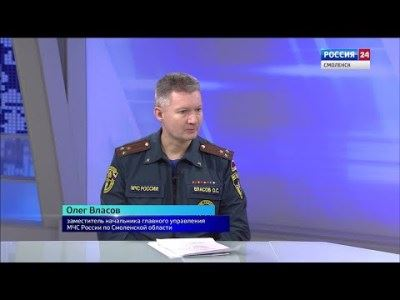 РОССИЯ 24
СМОЛЕНСК
МЧС РОССИИ
ВЛАСОВ О.С.
Олег Власов
заместитель начальника главного управления
МЧС России по Смоленской области